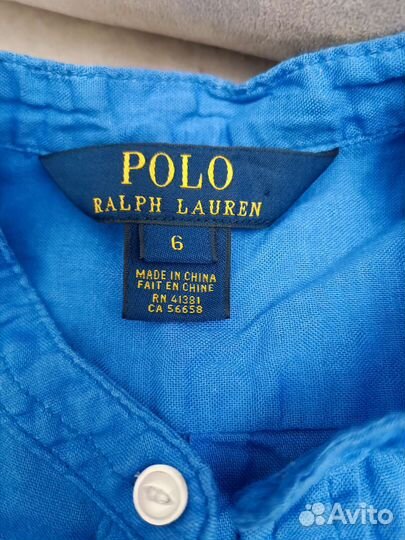 POLO
RALPH LAUREN
6
MADE IN CHINA
FAIT EN CHINE
RN 41381
CA 56658
Avito